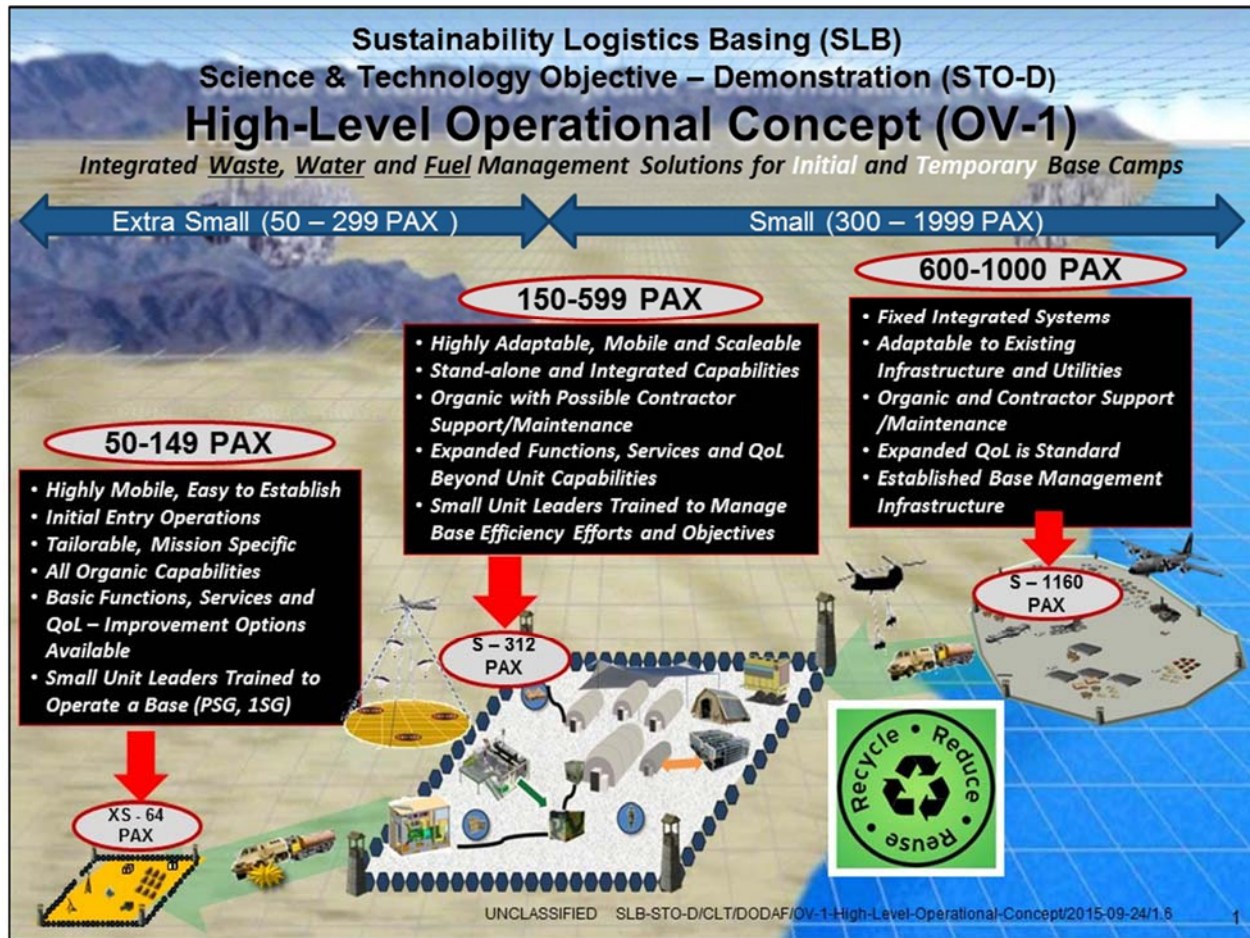 Sustainability Logistics Basing (SLB)
Science & Technology Objective – Demonstration (STO-D)
High-Level Operational Concept (OV-1)
Integrated Waste, Water and Fuel Management Solutions for Initial and Temporary Base Camps
Extra Small (50 – 299 PAX )
Small (300 – 1999 PAX)
50-149 PAX
• Highly Mobile, Easy to Establish
• Initial Entry Operations
• Tailorable, Mission Specific
• All Organic Capabilities
• Basic Functions, Services and
QoL – Improvement Options
Available
• Small Unit Leaders Trained to
Operate a Base (PSG, 1SG)
XS - 64
PAX
150-599 PAX
• Highly Adaptable, Mobile and Scaleable
• Stand-alone and Integrated Capabilities
• Organic with Possible Contractor
Support/Maintenance
• Expanded Functions, Services and QoL
Beyond Unit Capabilities
• Small Unit Leaders Trained to Manage
Base Efficiency Efforts and Objectives
S – 312
PAX
600-1000 PAX
• Fixed Integrated Systems
• Adaptable to Existing
Infrastructure and Utilities
• Organic and Contractor Support
/Maintenance
• Expanded QoL is Standard
• Established Base Management
Infrastructure
S – 1160
PAX
Recycle • Reduce • Reuse •
UNCLASSIFIED SLB-STO-D/CLT/DODAF/OV-1-High-Level-Operational-Concept/2015-09-24/1.6
1